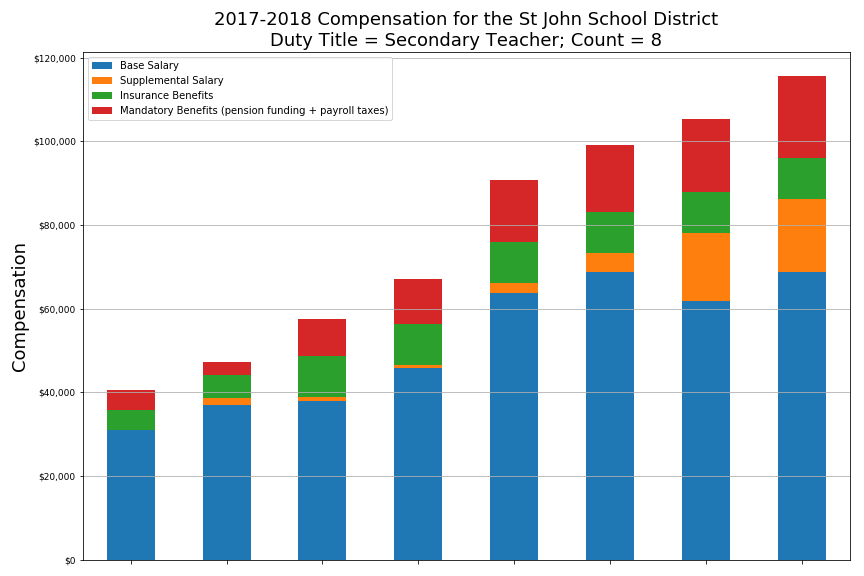 2017-2018 Compensation for the St John School District
Duty Title = Secondary Teacher; Count = 8
$120,000
Base Salary
Supplemental Salary
Insurance Benefits
Mandatory Benefits (pension funding + payroll taxes)
$100,000
$80,000
$60,000
$40,000
$20,000
$0
Compensation